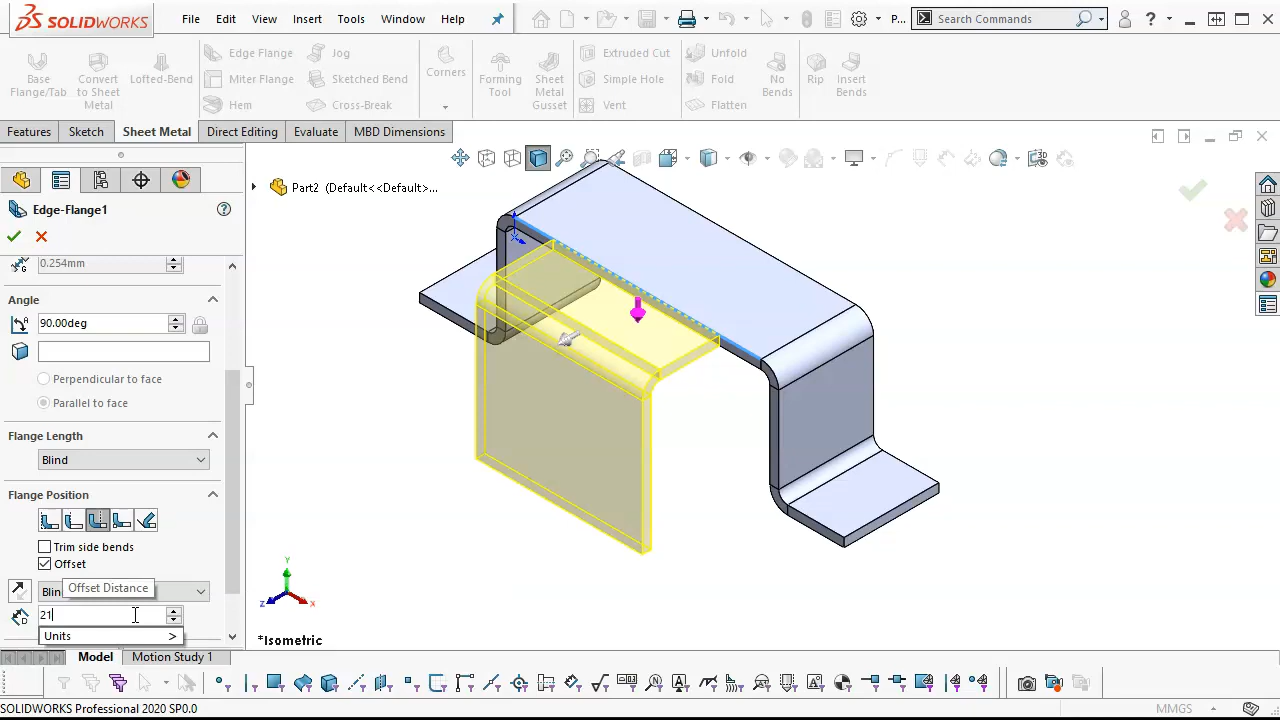 SOLIDWORKS File Edit View Insert Tools Window Help P... Search Commands
Base Flange/Tab
Convert to Sheet Metal
Lofted-Bend
Edge Flange
Miter Flange
Hem
Jog
Sketched Bend
Cross-Break
Corners
Forming Tool
Sheet Metal Gusset
Extruded Cut
Simple Hole
Vent
Unfold
Fold
Flatten
No Bends
Rip
Insert Bends
Features Sketch Sheet Metal Direct Editing Evaluate MBD Dimensions
Part2 (Default<<Default>...
Edge-Flange1
0.254mm
Angle
90.00deg
Perpendicular to face
Parallel to face
Flange Length
Blind
Flange Position
Trim side bends
Offset
Offset Distance
Blin
21
Units >
Y
Z
X
*Isometric
Model Motion Study 1
SOLIDWORKS Professional 2020 SP0.0
MMGS